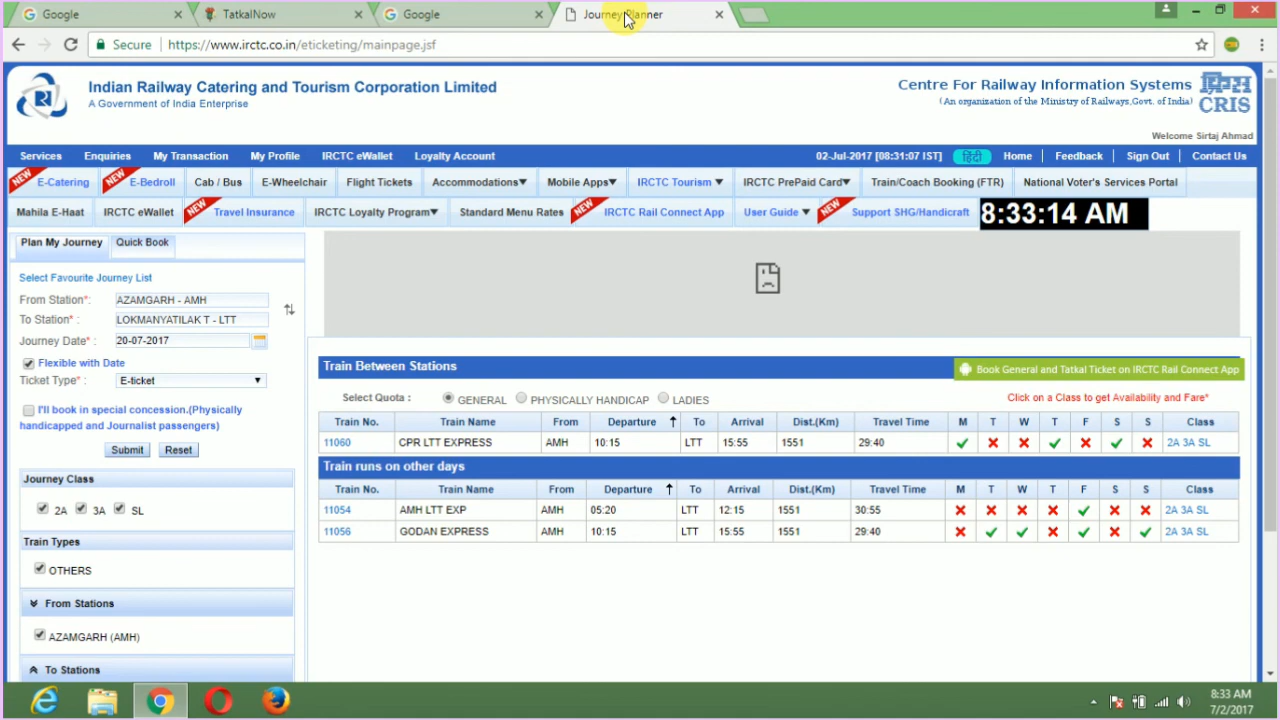 Google
TatkalNow
Google
Journey Planner
Secure https://www.irctc.co.in/eticketing/mainpage.jsf
Indian Railway Catering and Tourism Corporation Limited
A Government of India Enterprise
Centre For Railway Information Systems
(An organization of the Ministry of Railways,Govt. of India)
CRIS
Welcome Sirtaj Ahmad
Services Enquiries My Transaction My Profile IRCTC eWallet Loyalty Account 02-Jul-2017 [08:31:07 IST] हिंदी Home Feedback Sign Out Contact Us
NEW E-Catering NEW E-Bedroll Cab / Bus E-Wheelchair Flight Tickets Accommodations▼ Mobile Apps▼ IRCTC Tourism ▼ IRCTC PrePaid Card▼ Train/Coach Booking (FTR) National Voter's Services Portal
Mahila E-Haat IRCTC eWallet NEW Travel Insurance IRCTC Loyalty Program▼ Standard Menu Rates NEW IRCTC Rail Connect App User Guide ▼ NEW Support SHG/Handicraft 8:33:14 AM
Plan My Journey Quick Book
Select Favourite Journey List
From Station*: AZAMGARH - AMH
To Station* : LOKMANYATILAK T - LTT
Journey Date* : 20-07-2017
Flexible with Date
Ticket Type* : E-ticket
I'll book in special concession.(Physically
handicapped and Journalist passengers)
Submit Reset
Journey Class
2A 3A SL
Train Types
OTHERS
From Stations
AZAMGARH (AMH)
To Stations
Train Between Stations
Book General and Tatkal Ticket on IRCTC Rail Connect App
Select Quota : GENERAL PHYSICALLY HANDICAP LADIES Click on a Class to get Availability and Fare*
Train No. Train Name From Departure To Arrival Dist.(Km) Travel Time M T W T F S S Class
11060 CPR LTT EXPRESS AMH 10:15 LTT 15:55 1551 29:40 2A 3A SL
Train runs on other days
Train No. Train Name From Departure To Arrival Dist.(Km) Travel Time M T W T F S S Class
11054 AMH LTT EXP AMH 05:20 LTT 12:15 1551 30:55 2A 3A SL
11056 GODAN EXPRESS AMH 10:15 LTT 15:55 1551 29:40 2A 3A SL
8:33 AM
7/2/2017